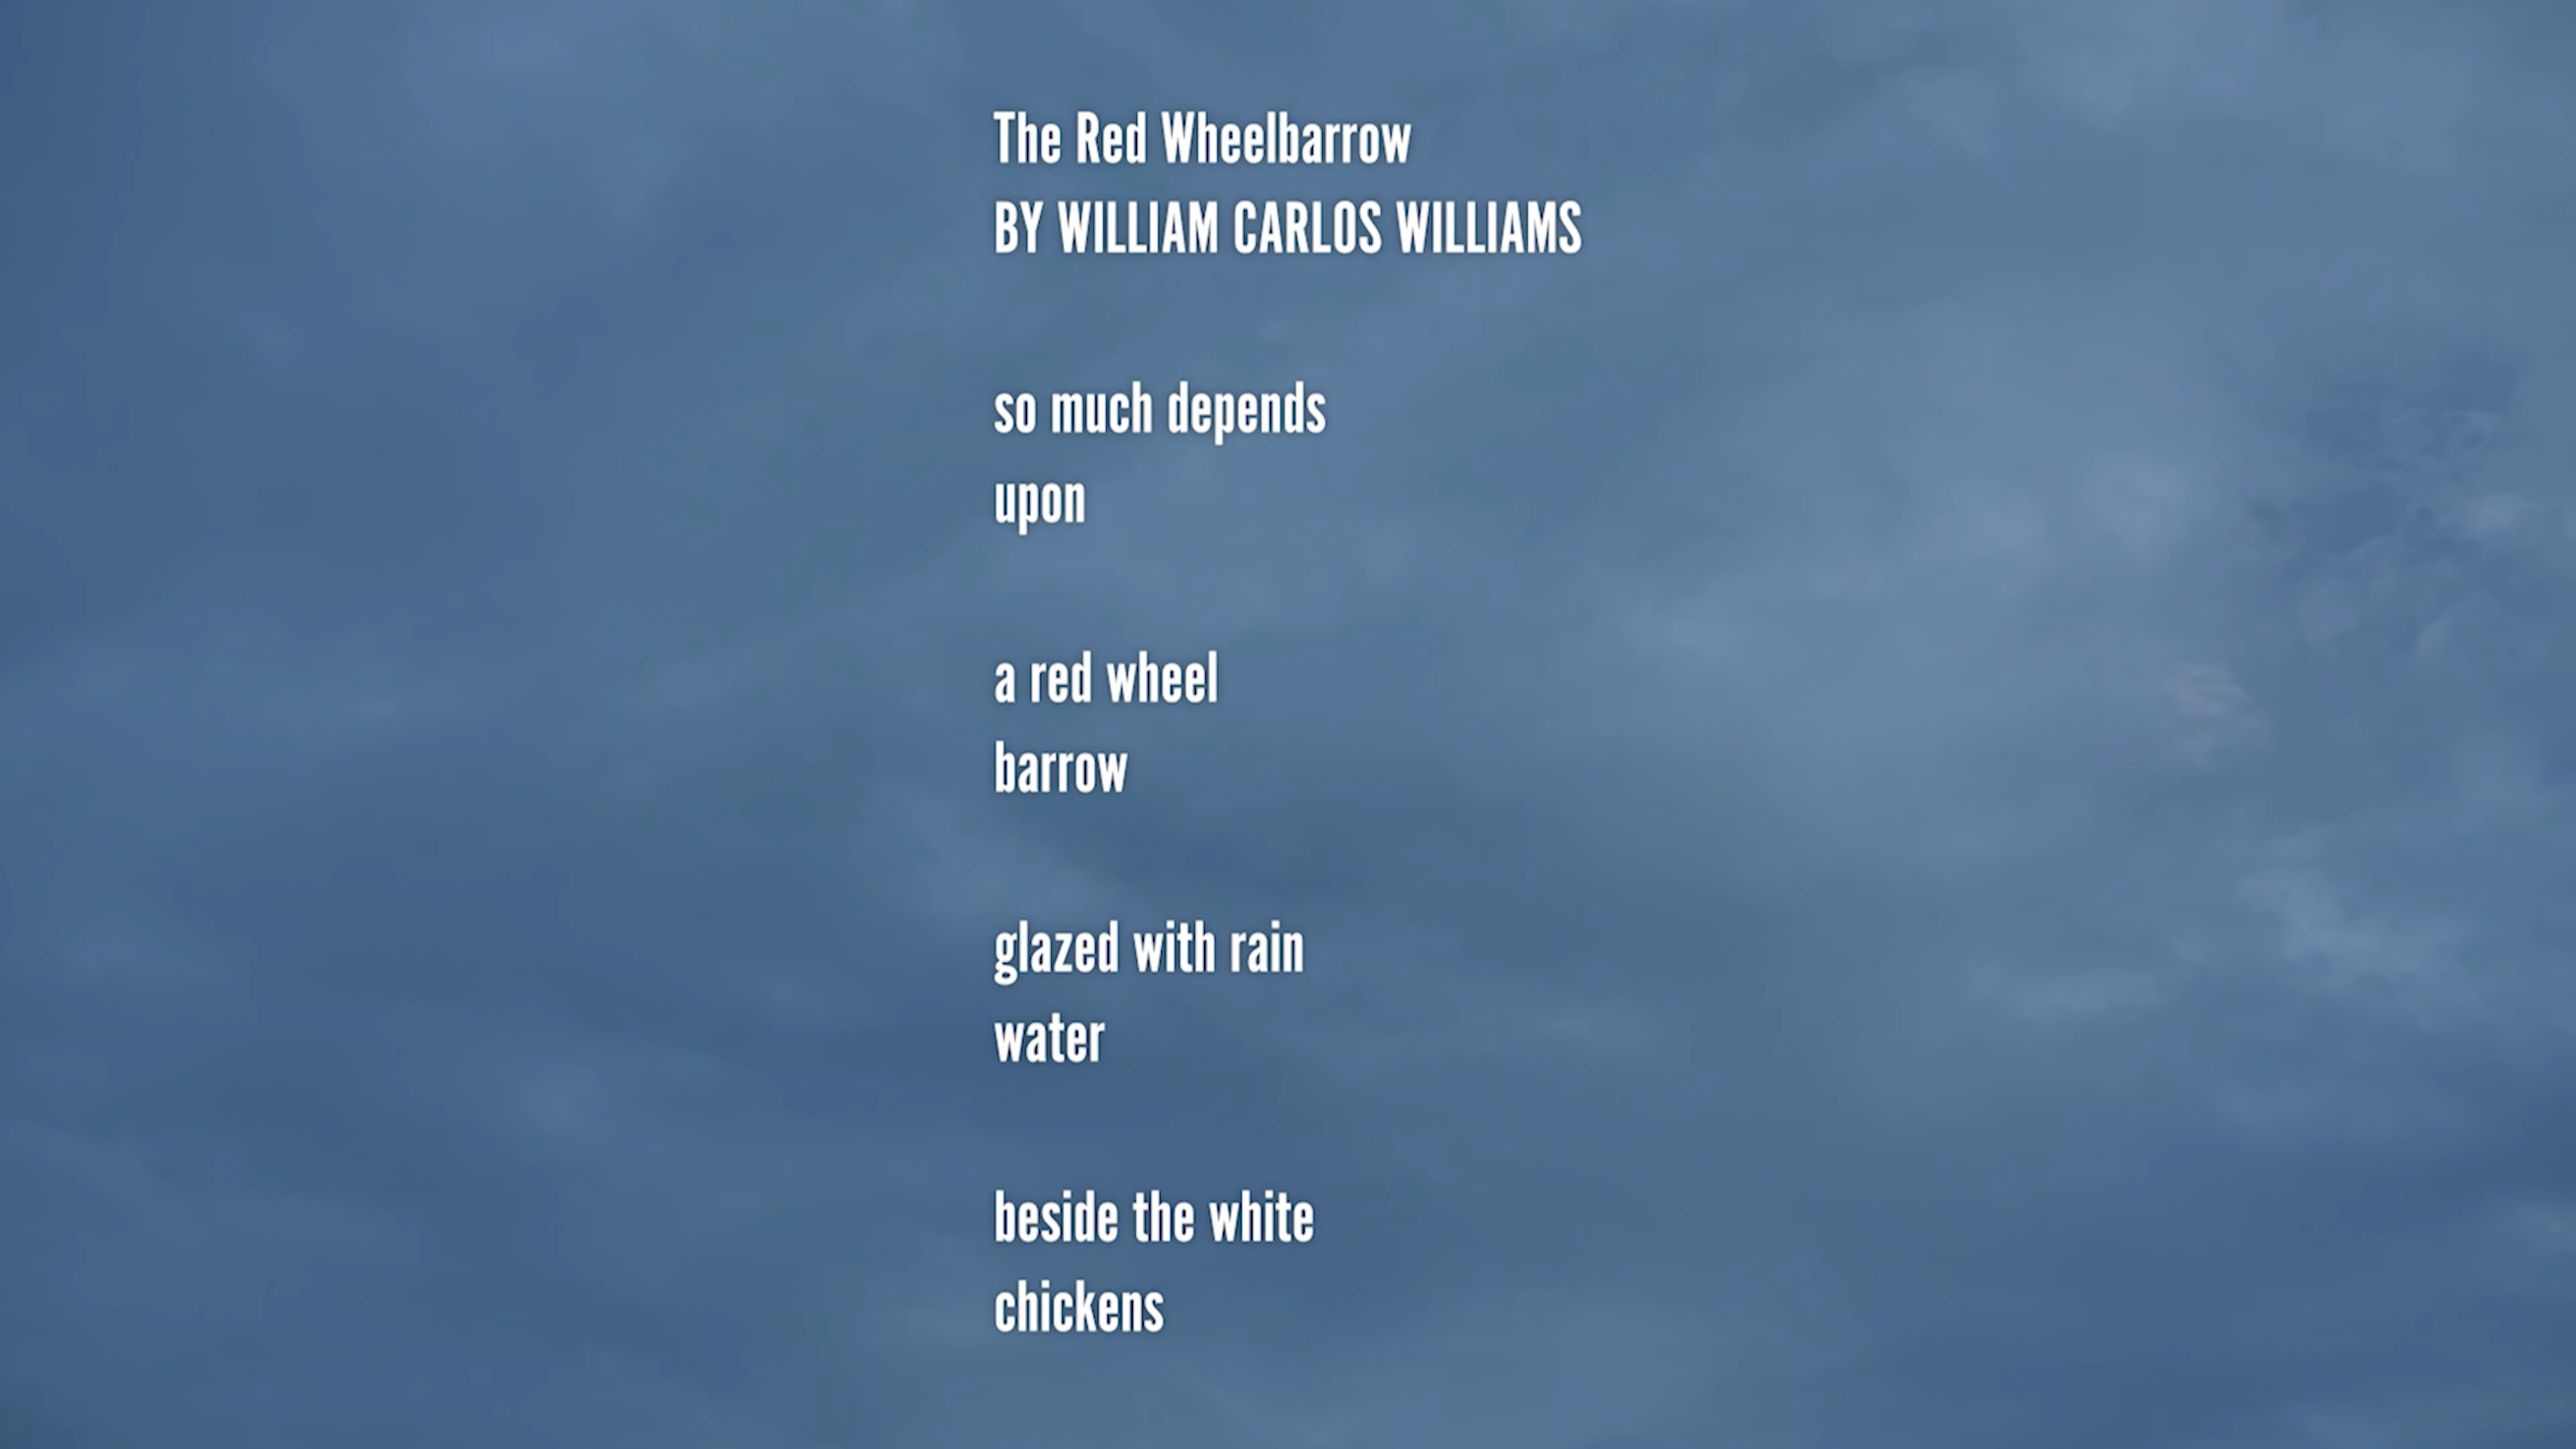 The Red Wheelbarrow
BY WILLIAM CARLOS WILLIAMS
so much depends
upon
a red wheel
barrow
glazed with rain
water
beside the white
chickens